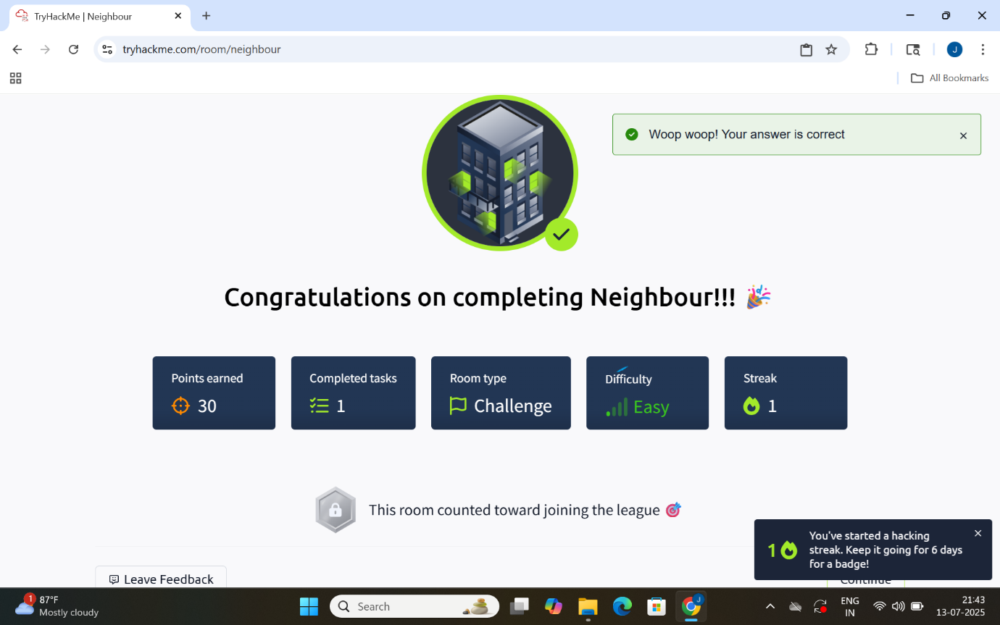 TryHackMe | Neighbour
tryhackme.com/room/neighbour
J
All Bookmarks
Woop woop! Your answer is correct
Congratulations on completing Neighbour!!! 🎉
Points earned
30
Completed tasks
1
Room type
Challenge
Difficulty
Easy
Streak
1
This room counted toward joining the league 🎯
1
You've started a hacking
streak. Keep it going for 6 days
for a badge!
Leave Feedback
Continue
1
87°F
Mostly cloudy
Search
J
ENG
IN
21:43
13-07-2025